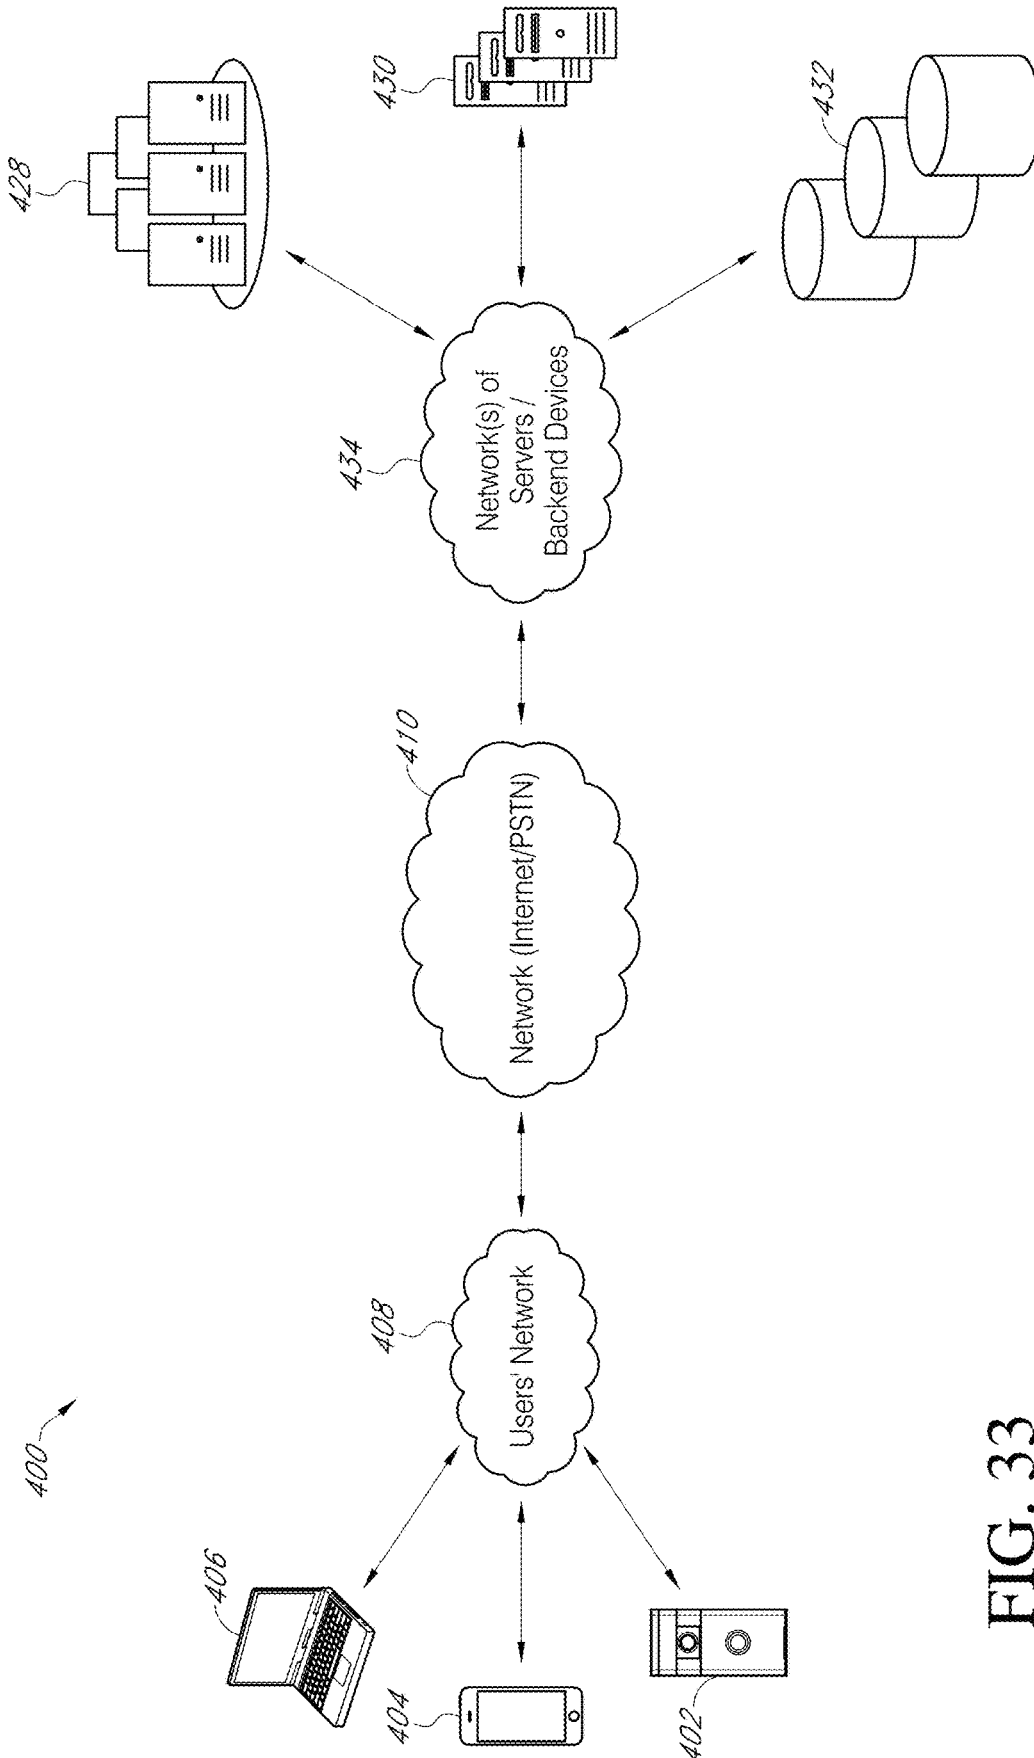 400
406
404
402
408
Users' Network
410
Network (Internet/PSTN)
434
Network(s) of
Servers /
Backend Devices
428
430
432
FIG. 33